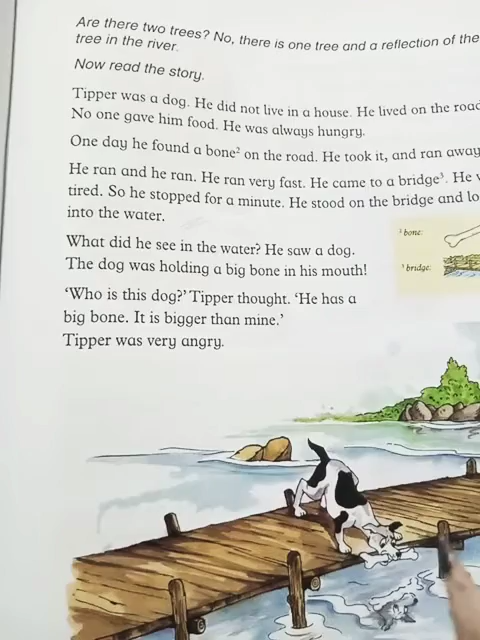 Are there two trees? No, there is one tree and a reflection of the
tree in the river.
Now read the story.
Tipper was a dog. He did not live in a house. He lived on the road
No one gave him food. He was always hungry.
One day he found a bone² on the road. He took it, and ran away
He ran and he ran. He ran very fast. He came to a bridge³. He
tired. So he stopped for a minute. He stood on the bridge and
into the water.
² bone:
What did he see in the water? He saw a dog.
The dog was holding a big bone in his mouth!
³ bridge:
‘Who is this dog?’ Tipper thought. ‘He has a
big bone. It is bigger than mine.’
Tipper was very angry.